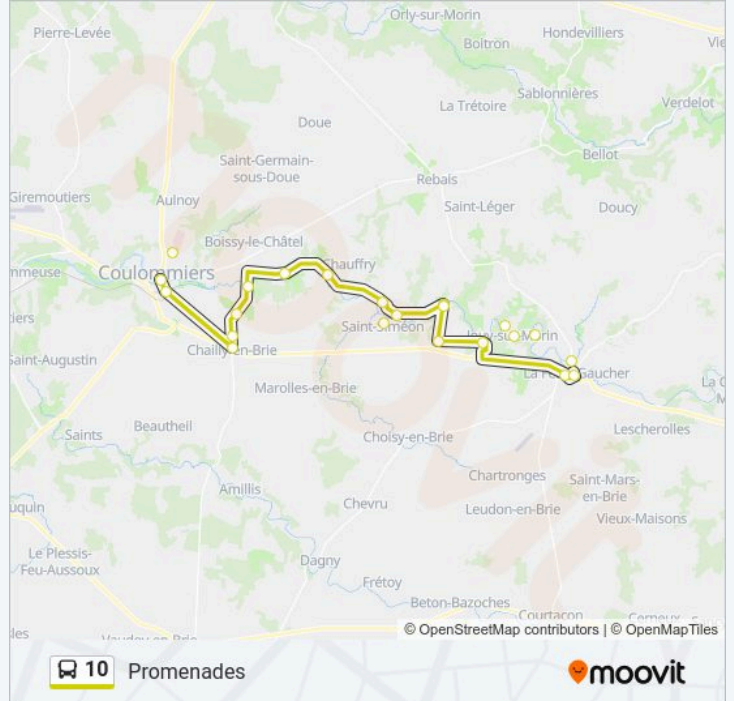 Orly-sur-Morin
Pierre-Levée
Hondevilliers
Boitron
Sablonnières
Verdelot
La Trétoire
Doue
Bellot
Saint-Germain-
sous-Doue
Rebais
Giremoutiers
Aulnoy
Saint-Léger
Doucy
Boissy-le-Châtel
Chauffry
Coulommiers
Saint-Siméon
Jouy-sur-Morin
Chailly-en-Brie
Saint-Augustin
Gaucher
Marolles-en-Brie
Beautheil
Lescherolles
Saints
Choisy-en-Brie
Chartronges
Saint-Mars-
en-Brie
Amillis
Chevru
Leudon-en-Brie
Vieux-Maisons
Le Plessis-
Feu-Aussoux
Dagny
Frétoy
Beton-Bazoches
Courtacon
© OpenStreetMap contributors | © OpenMapTiles
10 Promenades
moovit